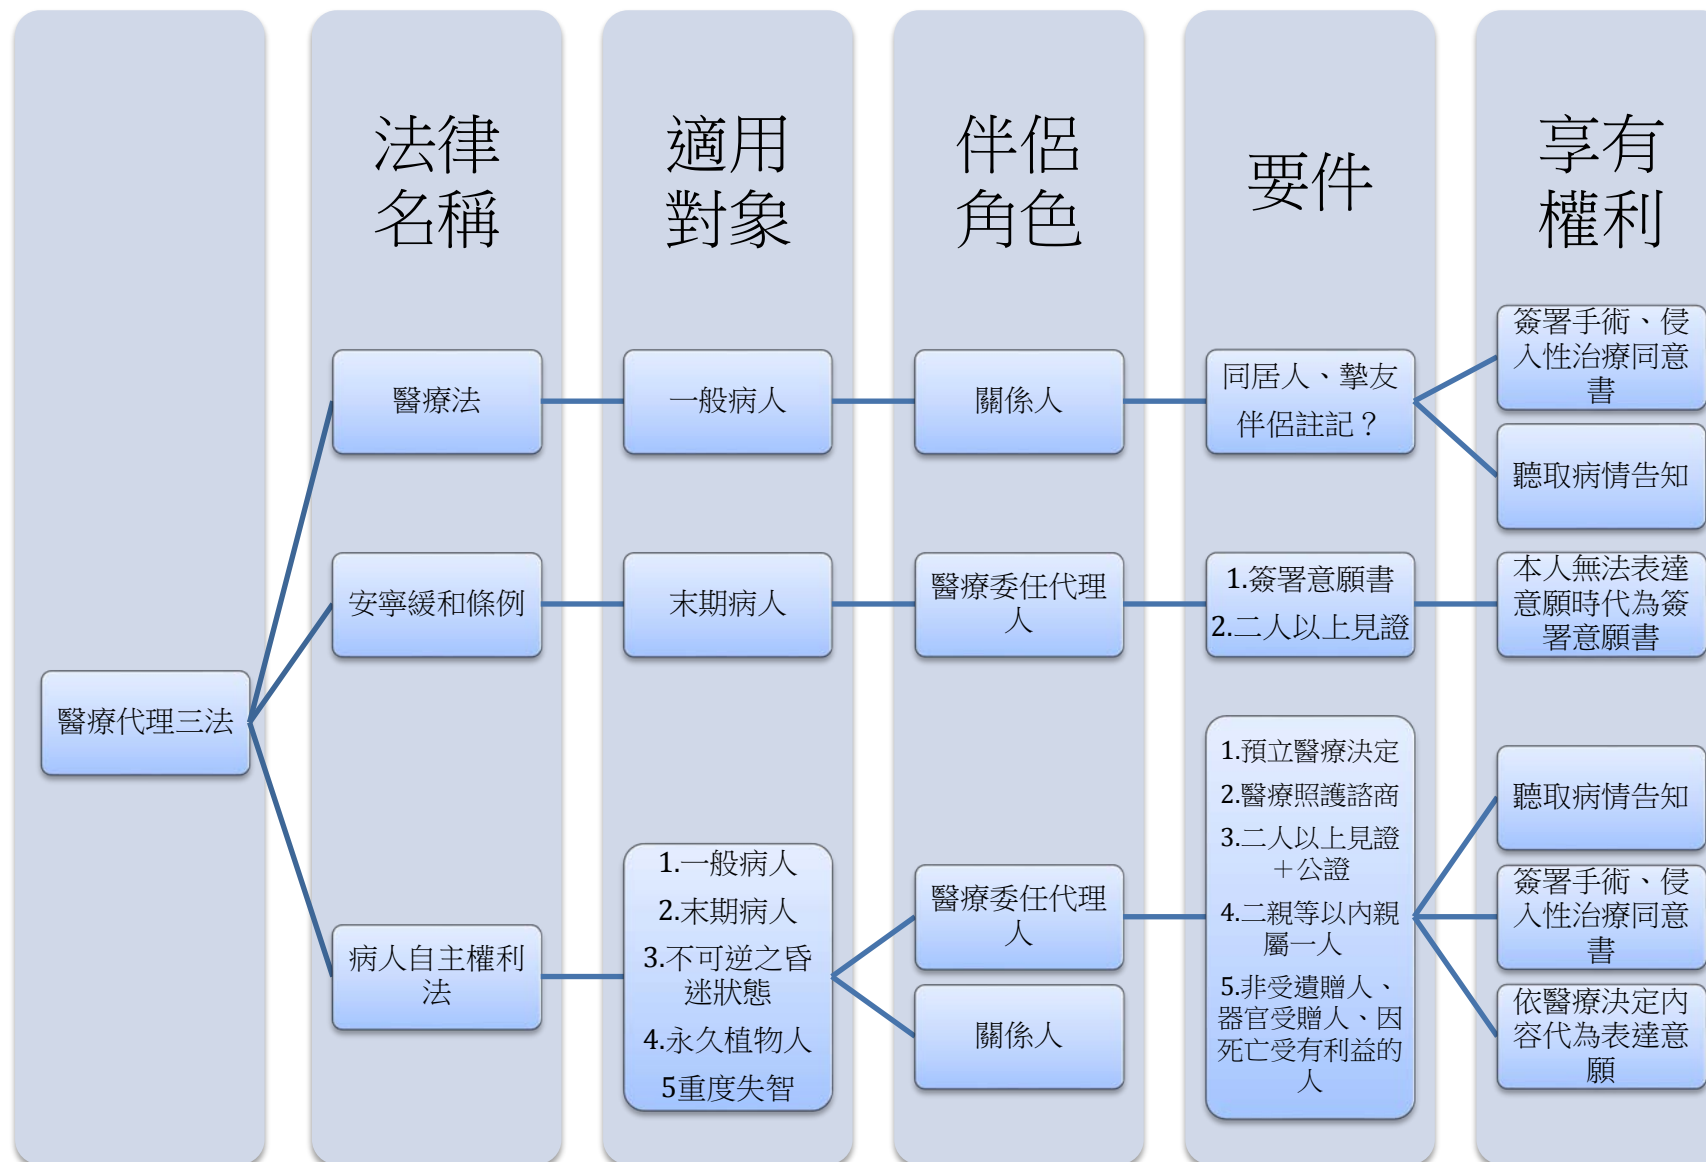 法律
名稱
適用
對象
伴侶
角色
要件
享有
權利
醫療代理三法
醫療法
一般病人
關係人
同居人、摯友
伴侶註記？
簽署手術、侵
入性治療同意
書
聽取病情告知
安寧緩和條例
末期病人
醫療委任代理
人
1.簽署意願書
2.二人以上見證
本人無法表達
意願時代為簽
署意願書
病人自主權利
法
1.一般病人
2.末期病人
3.不可逆之昏
迷狀態
4.永久植物人
5重度失智
醫療委任代理
人
關係人
1.預立醫療決定
2.醫療照護諮商
3.二人以上見證
＋公證
4.二親等以內親
屬一人
5.非受遺贈人、
器官受贈人、因
死亡受有利益的
人
聽取病情告知
簽署手術、侵
入性治療同意
書
依醫療決定內
容代為表達意
願